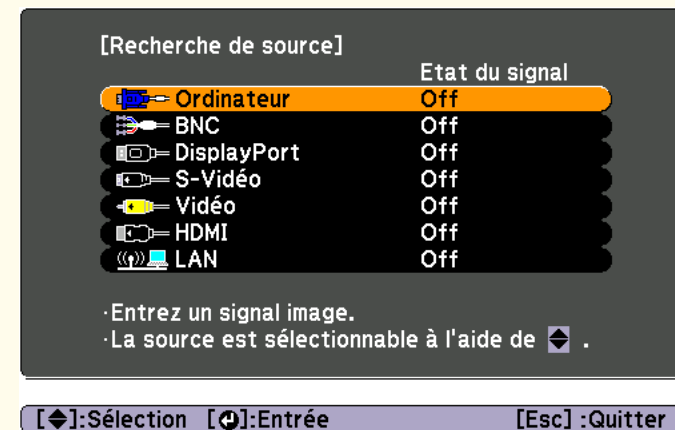 [Recherche de source]
Etat du signal
Ordinateur Off
BNC Off
DisplayPort Off
S-Vidéo Off
Vidéo Off
HDMI Off
LAN Off
·Entrez un signal image.
·La source est sélectionnable à l'aide de .
[]:Sélection []:Entrée [Esc] :Quitter